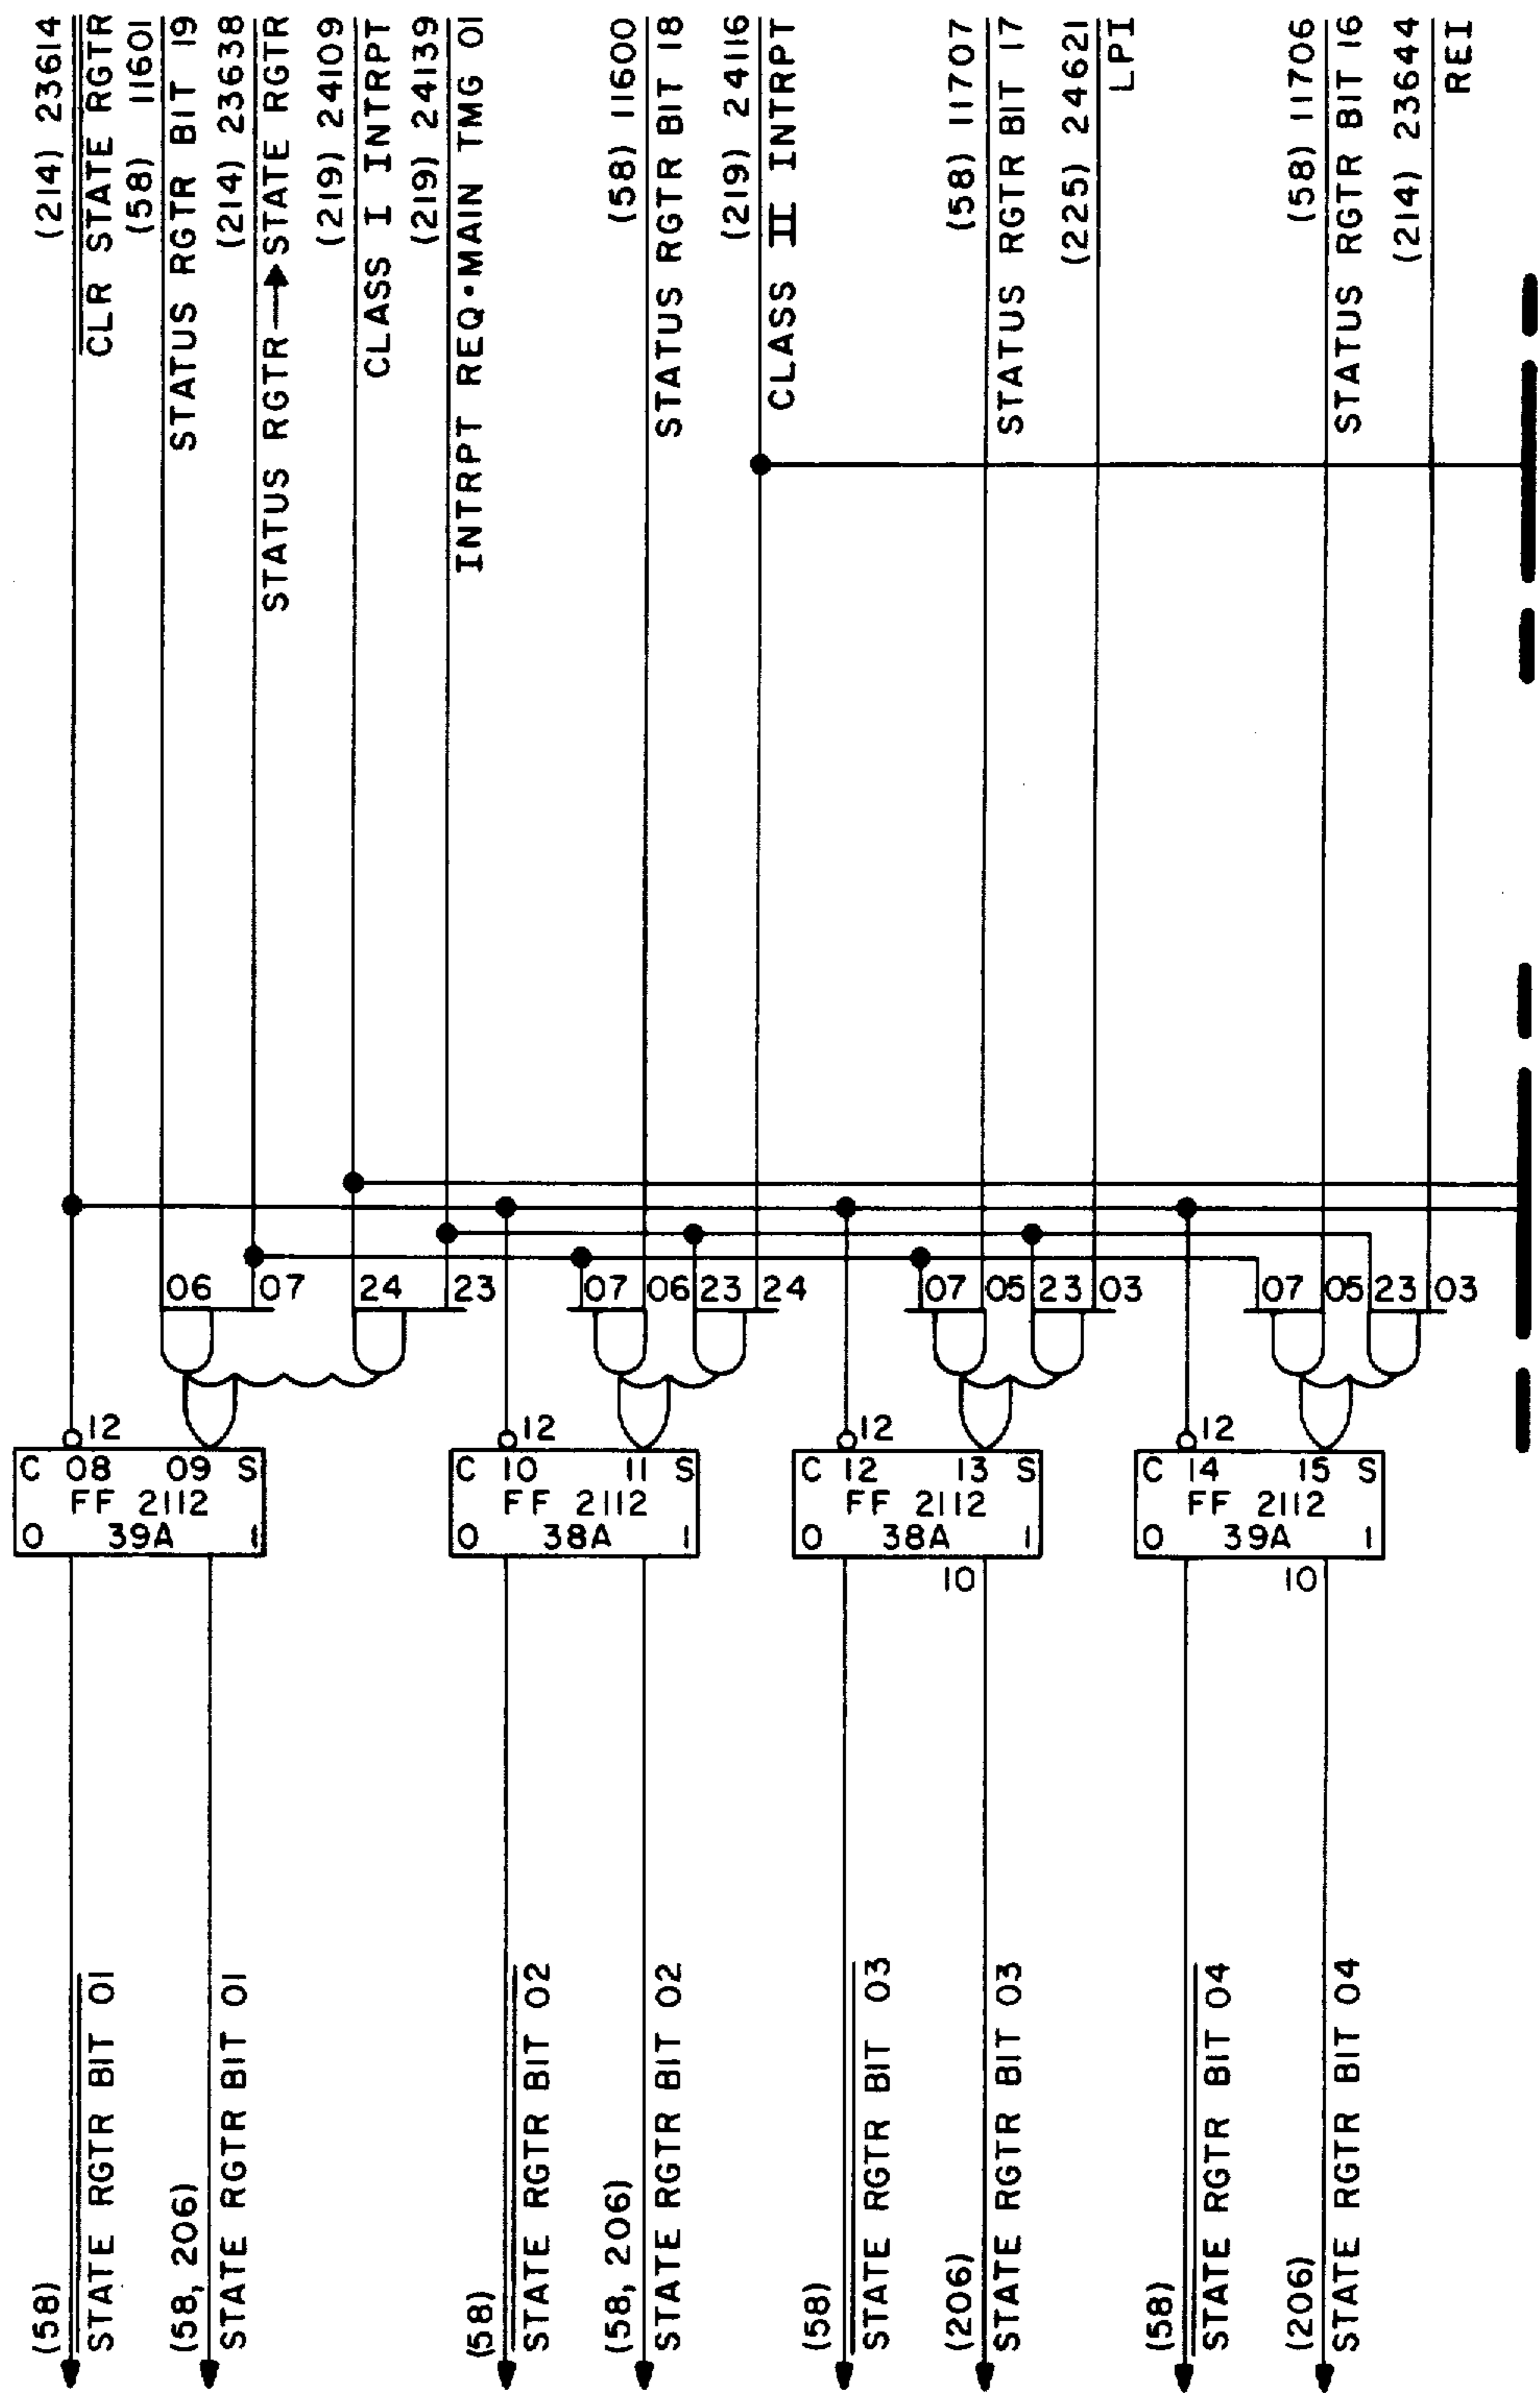 (214) 23614
CLR STATE RGTR
(58) 11601
STATUS RGTR BIT 19
(214) 23638
STATUS RGTR→STATE RGTR
(219) 24109
CLASS I INTRPT
(219) 24139
INTRPT REQ•MAIN TMG 01
(58) 11600
STATUS RGTR BIT 18
(219) 24116
CLASS II INTRPT
(58) 11707
STATUS RGTR BIT 17
(225) 24621
LPI
(58) 11706
STATUS RGTR BIT 16
(214) 23644
REI
06 07 24 23 07 06 23 24 07 05 23 03 07 05 23 03
12 12 12 12
C 08 09 S
FF 2112
0 39A 1
C 10 11 S
FF 2112
0 38A 1
C 12 13 S
FF 2112
0 38A 1
10
C 14 15 S
FF 2112
0 39A 1
10
(58)
STATE RGTR BIT 01
(58, 206)
STATE RGTR BIT 01
(58)
STATE RGTR BIT 02
(58, 206)
STATE RGTR BIT 02
(58)
STATE RGTR BIT 03
(206)
STATE RGTR BIT 03
(58)
STATE RGTR BIT 04
(206)
STATE RGTR BIT 04